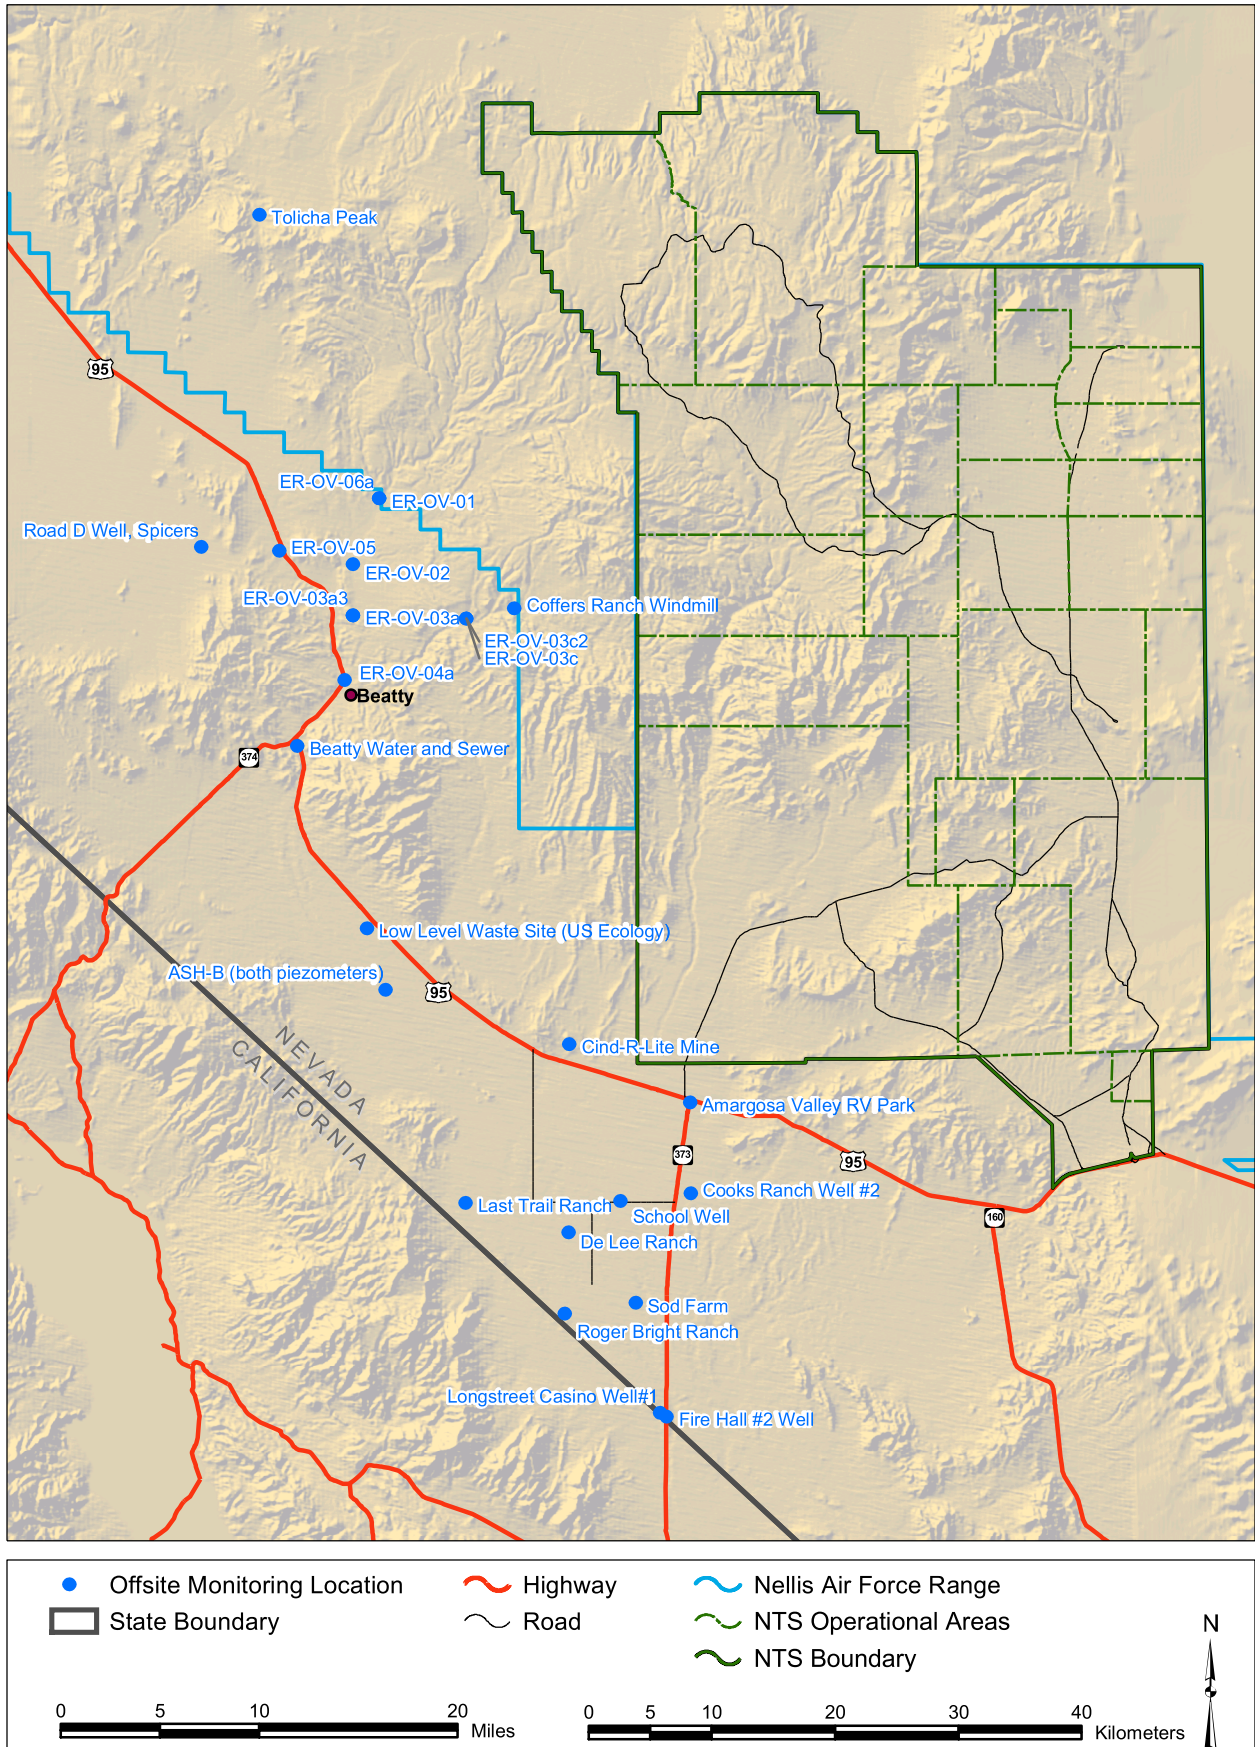 Tolicha Peak
95
ER-OV-06a
ER-OV-01
Road D Well, Spicers
ER-OV-05
ER-OV-02
ER-OV-03a3
ER-OV-03a
Coffers Ranch Windmill
ER-OV-03c2
ER-OV-03c
ER-OV-04a
Beatty
Beatty Water and Sewer
374
Low Level Waste Site (US Ecology)
ASH-B (both piezometers)
95
NEVADA
CALIFORNIA
Cind-R-Lite Mine
Amargosa Valley RV Park
373
95
Cooks Ranch Well #2
Last Trail Ranch
School Well
160
De Lee Ranch
Sod Farm
Roger Bright Ranch
Longstreet Casino Well#1
Fire Hall #2 Well
Offsite Monitoring Location
Highway
Nellis Air Force Range
State Boundary
Road
NTS Operational Areas
NTS Boundary
N
0 5 10 20
Miles
0 5 10 20 30 40
Kilometers